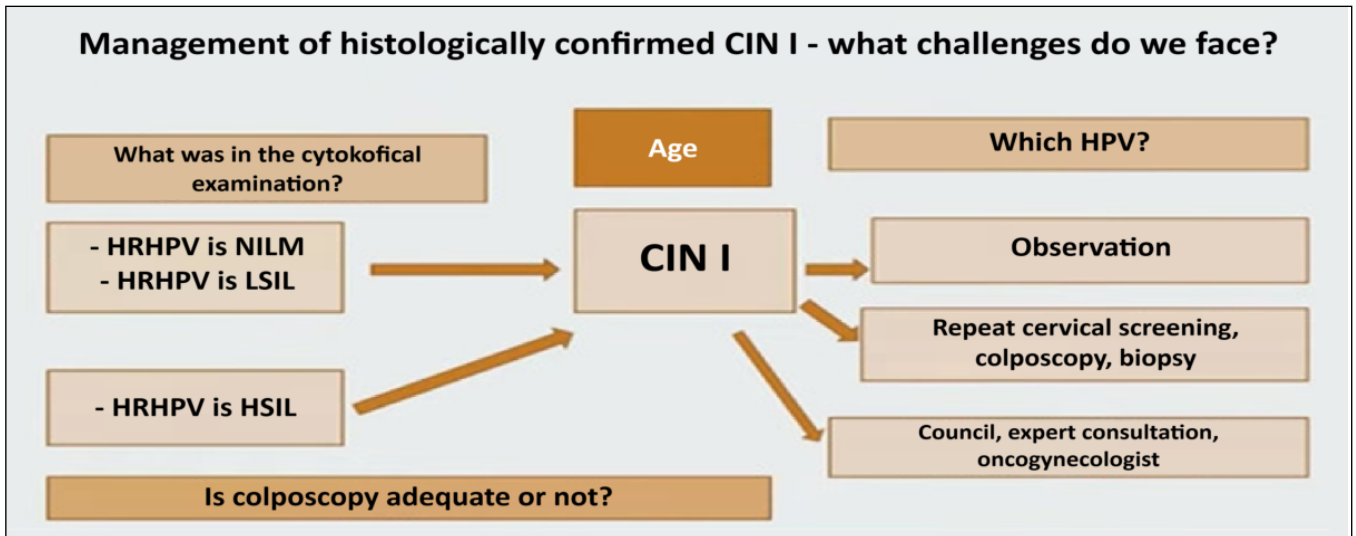 Management of histologically confirmed CIN I - what challenges do we face?
What was in the cytokofical
examination?
Age
Which HPV?
- HRHPV is NILM
- HRHPV is LSIL
CIN I
Observation
Repeat cervical screening,
colposcopy, biopsy
- HRHPV is HSIL
Council, expert consultation,
oncogynecologist
Is colposcopy adequate or not?